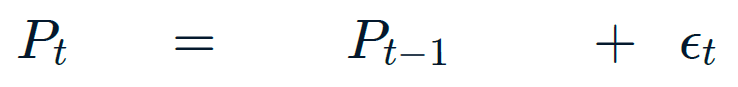 P_t = P_{t-1} + ϵ_t